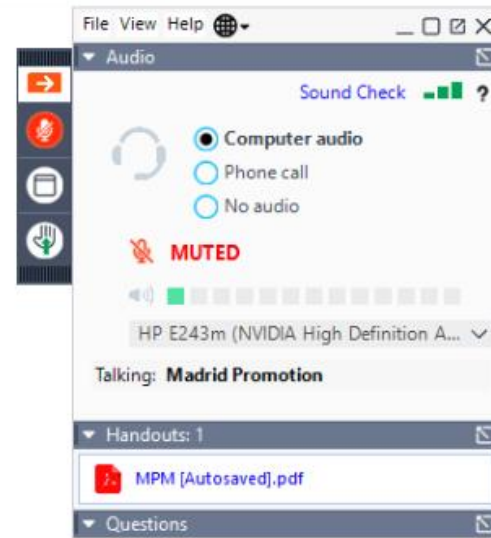 File View Help
Audio
Sound Check ?
Computer audio
Phone call
No audio
MUTED
HP E243m (NVIDIA High Definition A...
Talking: Madrid Promotion
Handouts: 1
MPM [Autosaved].pdf
Questions